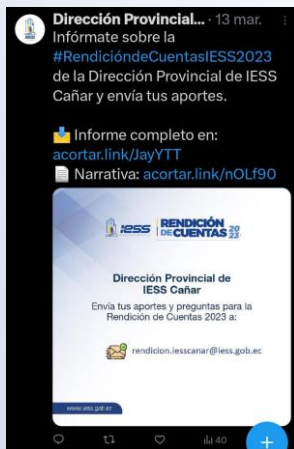 Dirección Provincial... · 13 mar.
Infórmate sobre la
#RendicióndeCuentasIESS2023
de la Dirección Provincial de IESS
Cañar y envía tus aportes.
📩 Informe completo en:
acortar.link/JayYTT
📄 Narrativa: acortar.link/nOLf90
iess RENDICIÓN DE CUENTAS 2023
Dirección Provincial de
IESS Cañar
Envía tus aportes y preguntas para la
Rendición de Cuentas 2023 a:
rendicion.iesscanar@iess.gob.ec
www.iess.gob.ec
40